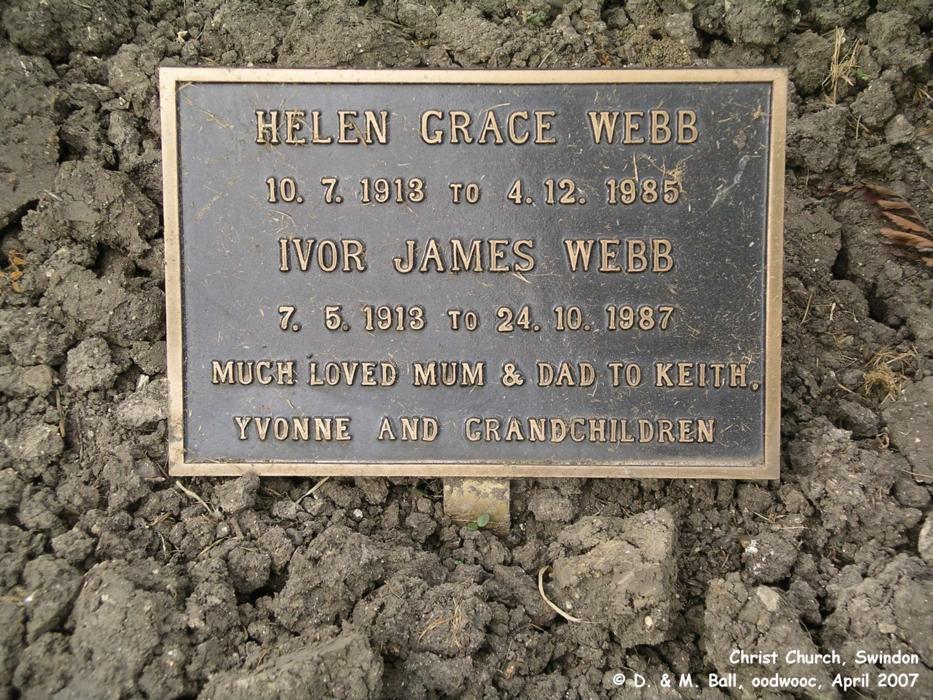 HELEN GRACE WEBB
10. 7. 1913 TO 4. 12. 1985
IVOR JAMES WEBB
7. 5. 1913 TO 24. 10. 1987
MUCH LOVED MUM & DAD TO KEITH,
YVONNE AND GRANDCHILDREN
Christ Church, Swindon
© D. & M. Ball, oodwooc, April 2007